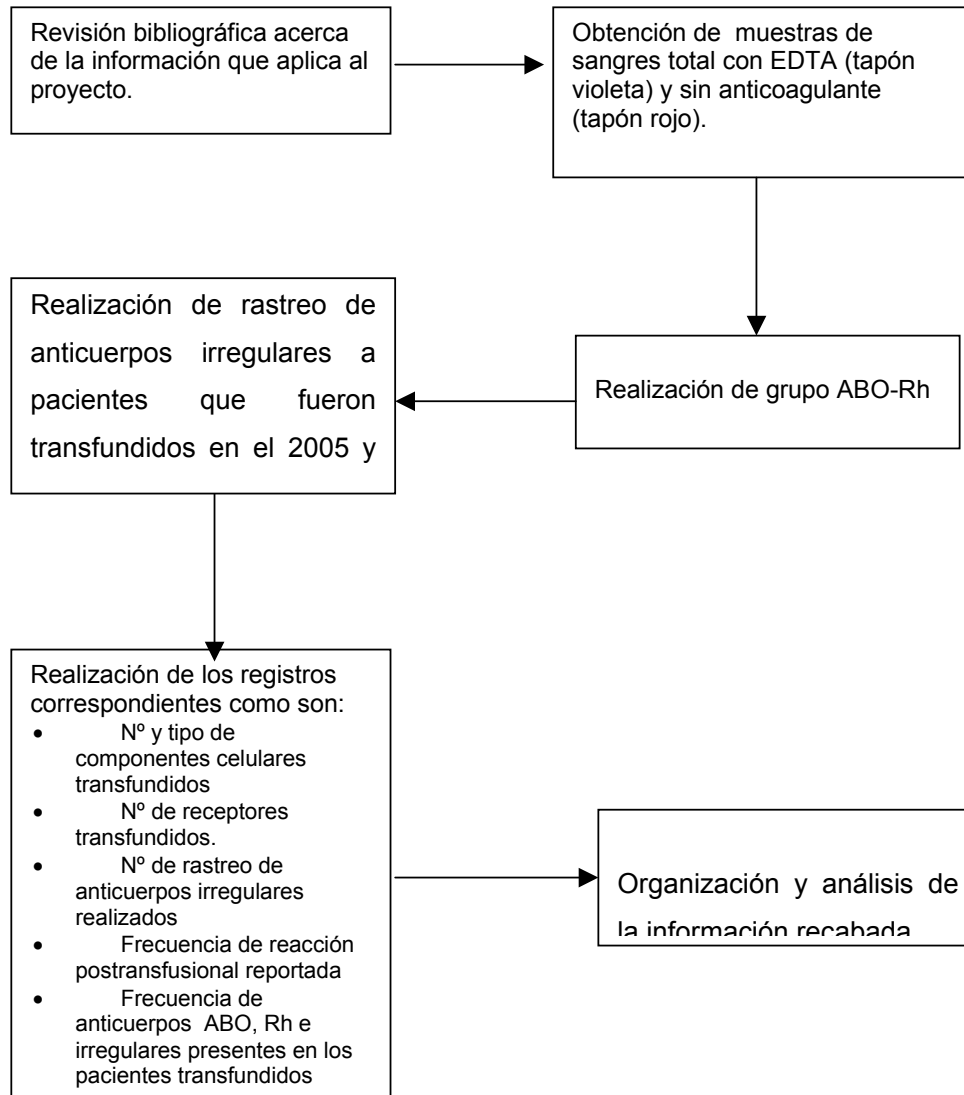 Revisión bibliográfica acerca
de la información que aplica al
proyecto.
Obtención de muestras de
sangres total con EDTA (tapón
violeta) y sin anticoagulante
(tapón rojo).
Realización de grupo ABO-Rh
Realización de rastreo de
anticuerpos irregulares a
pacientes que fueron
transfundidos en el 2005 y
Realización de los registros
correspondientes como son:
• Nº y tipo de
componentes celulares
transfundidos
• Nº de receptores
transfundidos.
• Nº de rastreo de
anticuerpos irregulares
realizados
• Frecuencia de reacción
postransfusional reportada
• Frecuencia de
anticuerpos ABO, Rh e
irregulares presentes en los
pacientes transfundidos
Organización y análisis de
la información recabada